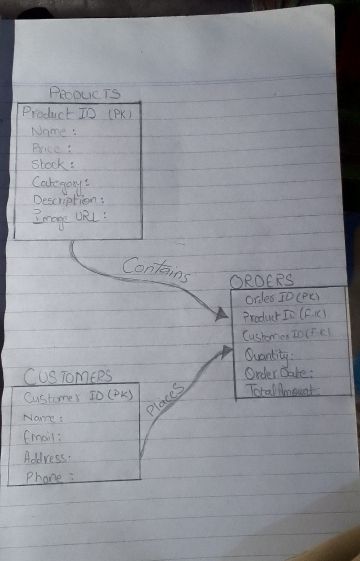 PRODUCTS
Product ID (PK)
Name :
Price :
Stock :
Category :
Description :
Image URL :
Contains
ORDERS
Order ID (PK)
Product ID (F.K)
Customer ID (F.K)
Quantity :
Order Date :
Total Amount
Places
CUSTOMERS
Customer ID (PK)
Name :
Email :
Address :
Phone :